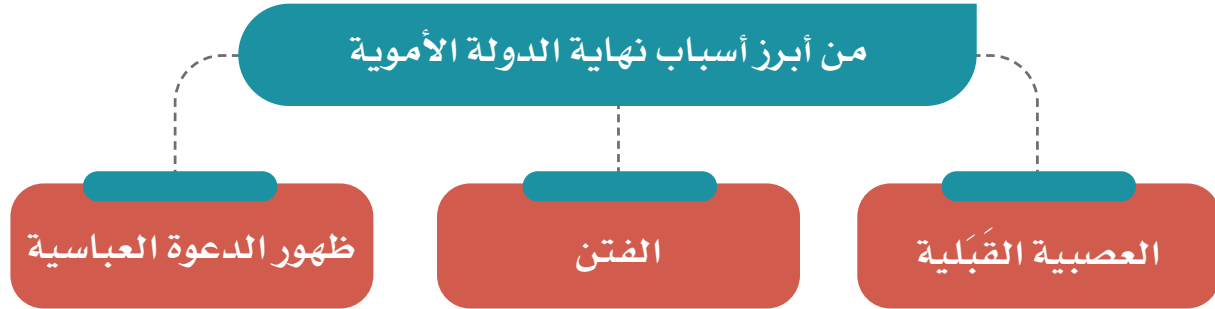 من أبرز أسباب نهاية الدولة الأموية
العصبية القَبَلية
الفتن
ظهور الدعوة العباسية